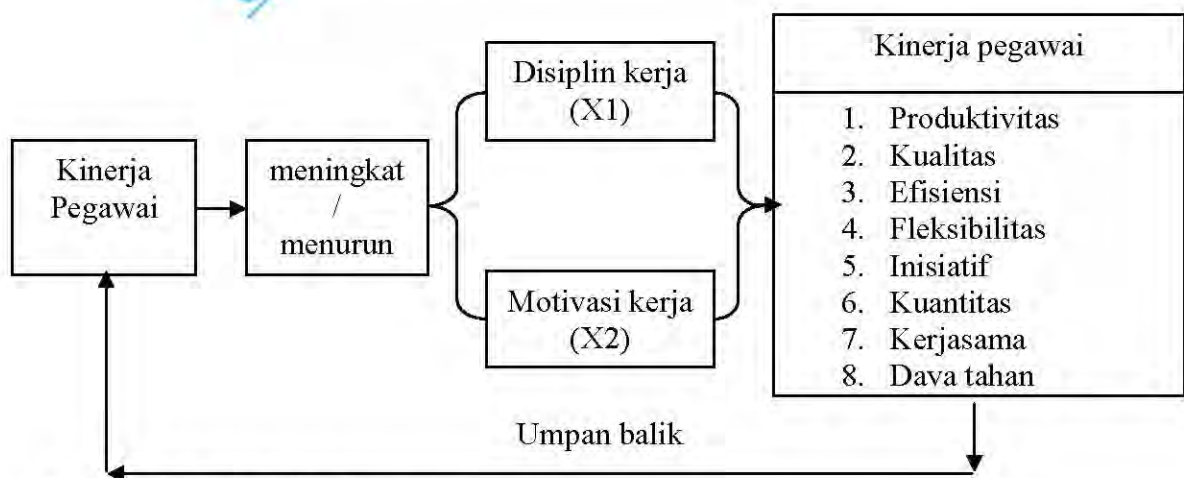 Kinerja
Pegawai
meningkat
/
menurun
Disiplin kerja
(X1)
Motivasi kerja
(X2)
Kinerja pegawai
1. Produktivitas
2. Kualitas
3. Efisiensi
4. Fleksibilitas
5. Inisiatif
6. Kuantitas
7. Kerjasama
8. Dava tahan
Umpan balik